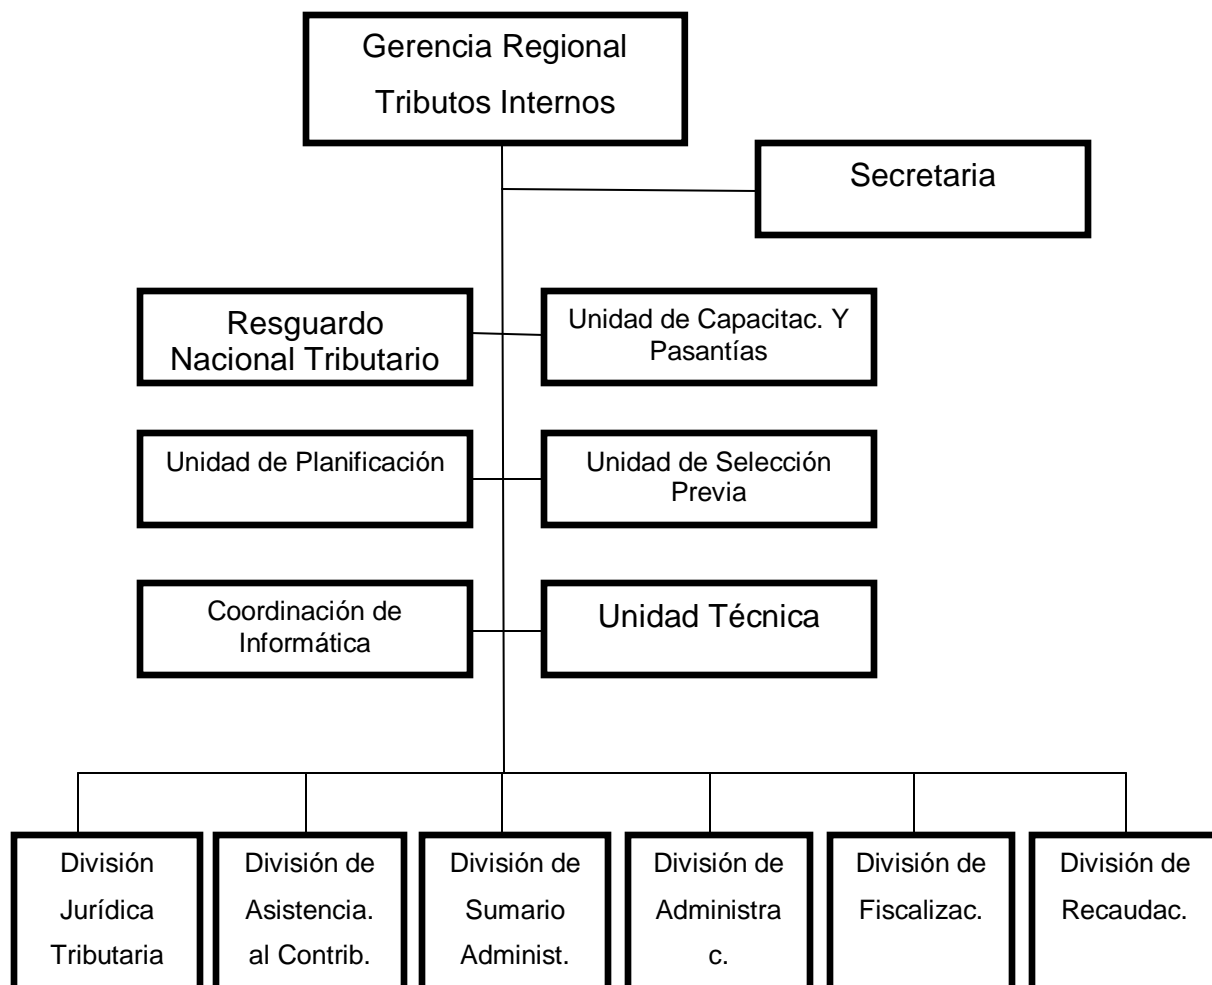 Gerencia Regional
Tributos Internos
Secretaria
Resguardo
Nacional Tributario
Unidad de Capacitac. Y
Pasantías
Unidad de Planificación
Unidad de Selección
Previa
Coordinación de
Informática
Unidad Técnica
División
Jurídica
Tributaria
División de
Asistencia.
al Contrib.
División de
Sumario
Administ.
División de
Administra
c.
División de
Fiscalizac.
División de
Recaudac.